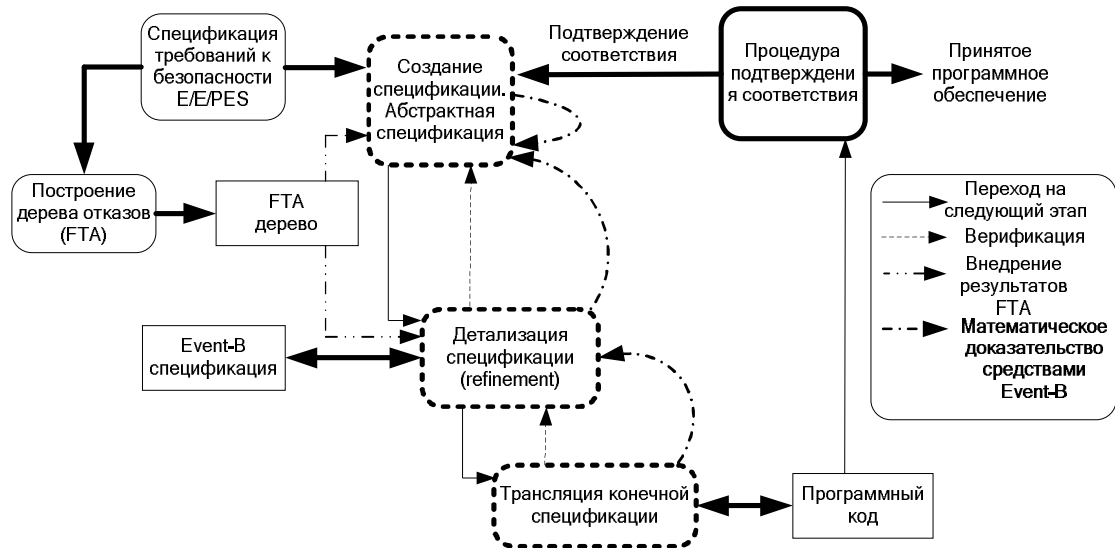 Спецификация
требований к
безопасности
E/E/PES
Создание
спецификации.
Абстрактная
спецификация
Подтверждение
соответствия
Процедура
подтверждени
я соответствия
Принятое
программное
обеспечение
Построение
дерева отказов
(FTA)
FTA
дерево
Переход на
следующий этап
Верификация
Внедрение
результатов
FTA
Математическое
доказательство
средствами
Event-B
Event-B
спецификация
Детализация
спецификации
(refinement)
Трансляция конечной
спецификации
Программный
код